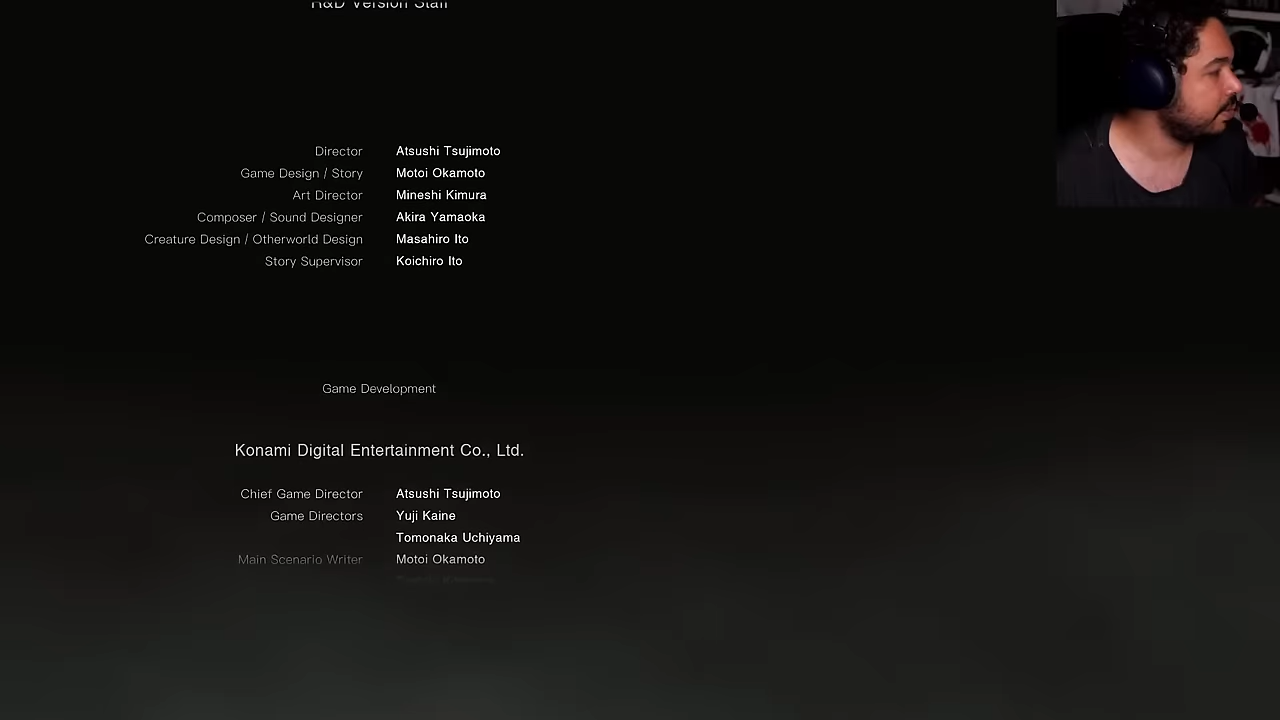 R&D Version Staff
Director Atsushi Tsujimoto
Game Design / Story Motoi Okamoto
Art Director Mineshi Kimura
Composer / Sound Designer Akira Yamaoka
Creature Design / Otherworld Design Masahiro Ito
Story Supervisor Koichiro Ito
Game Development
Konami Digital Entertainment Co., Ltd.
Chief Game Director Atsushi Tsujimoto
Game Directors Yuji Kaine
Tomonaka Uchiyama
Main Scenario Writer Motoi Okamoto